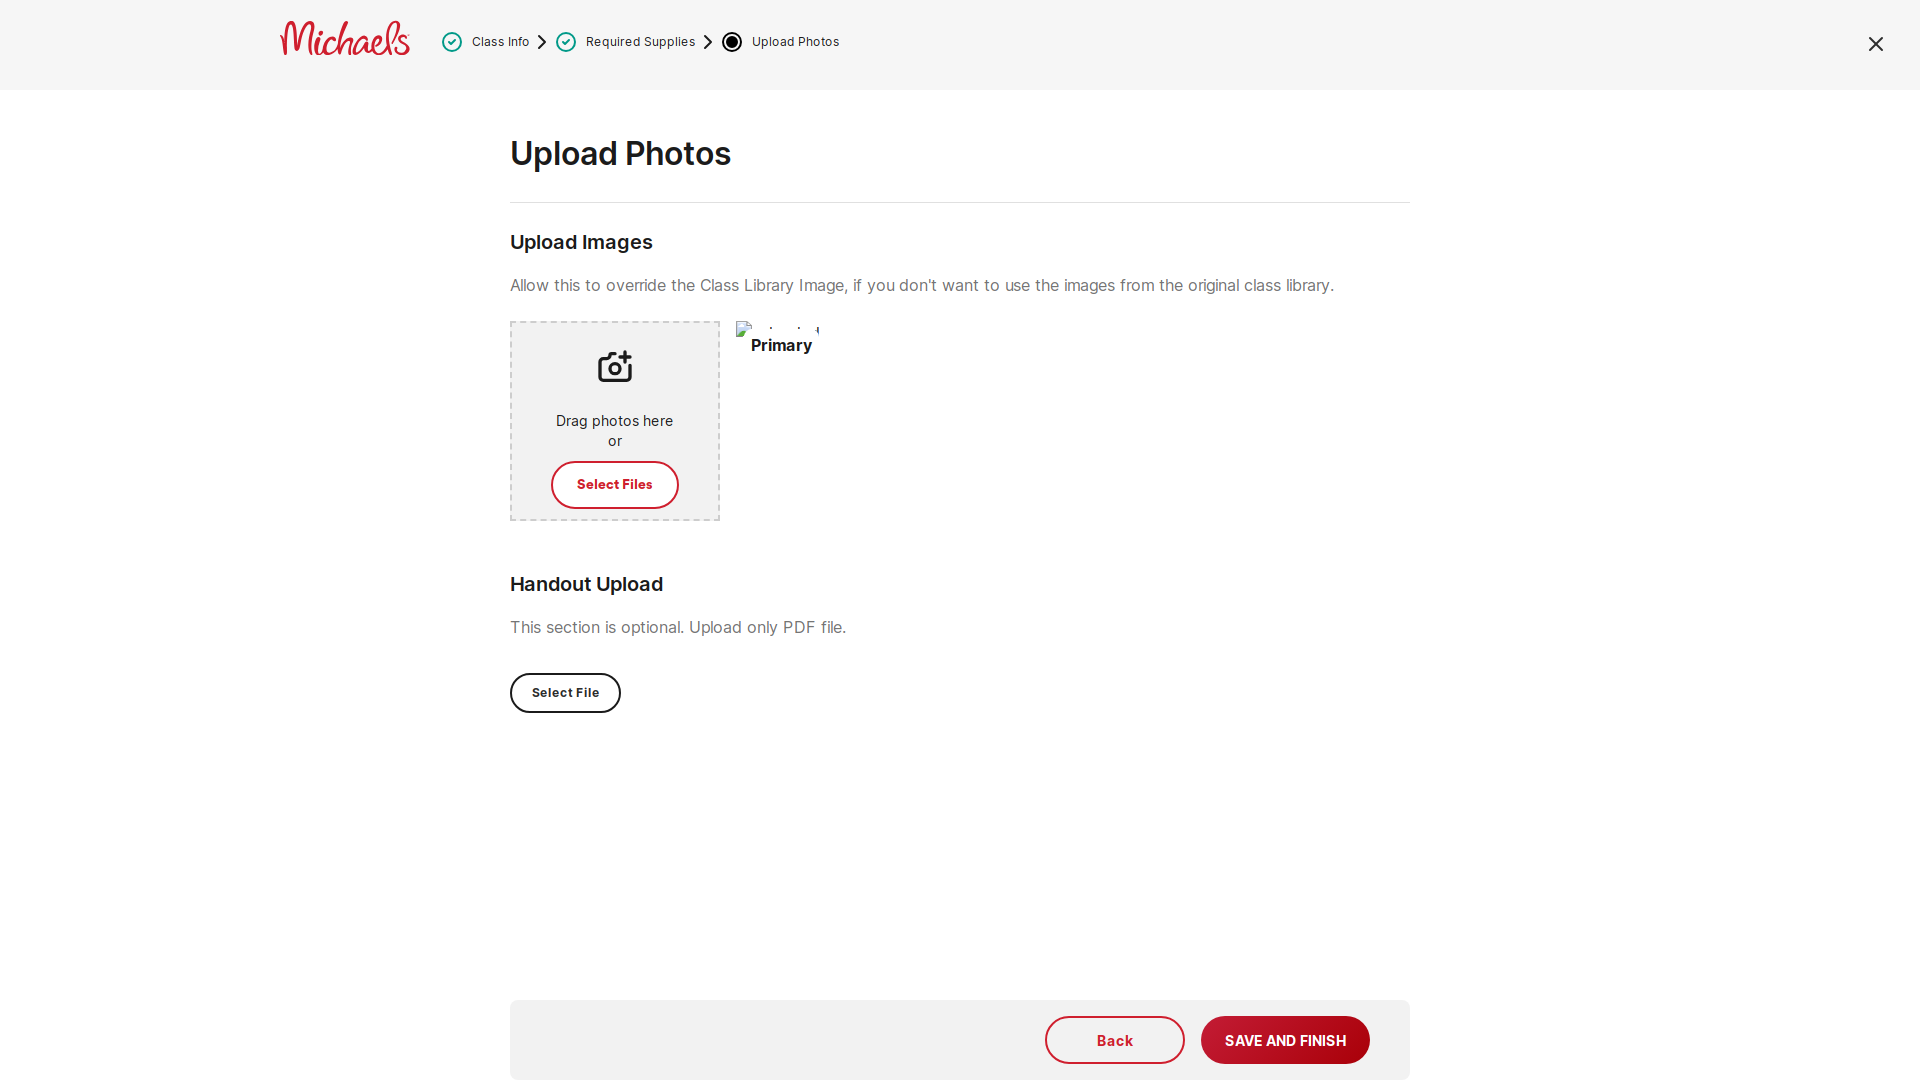 Michaels
Class Info
Required Supplies
Upload Photos
Upload Photos
Upload Images
Allow this to override the Class Library Image, if you don't want to use the images from the original class library.
Primary
Drag photos here
or
Select Files
Handout Upload
This section is optional. Upload only PDF file.
Select File
Back
SAVE AND FINISH